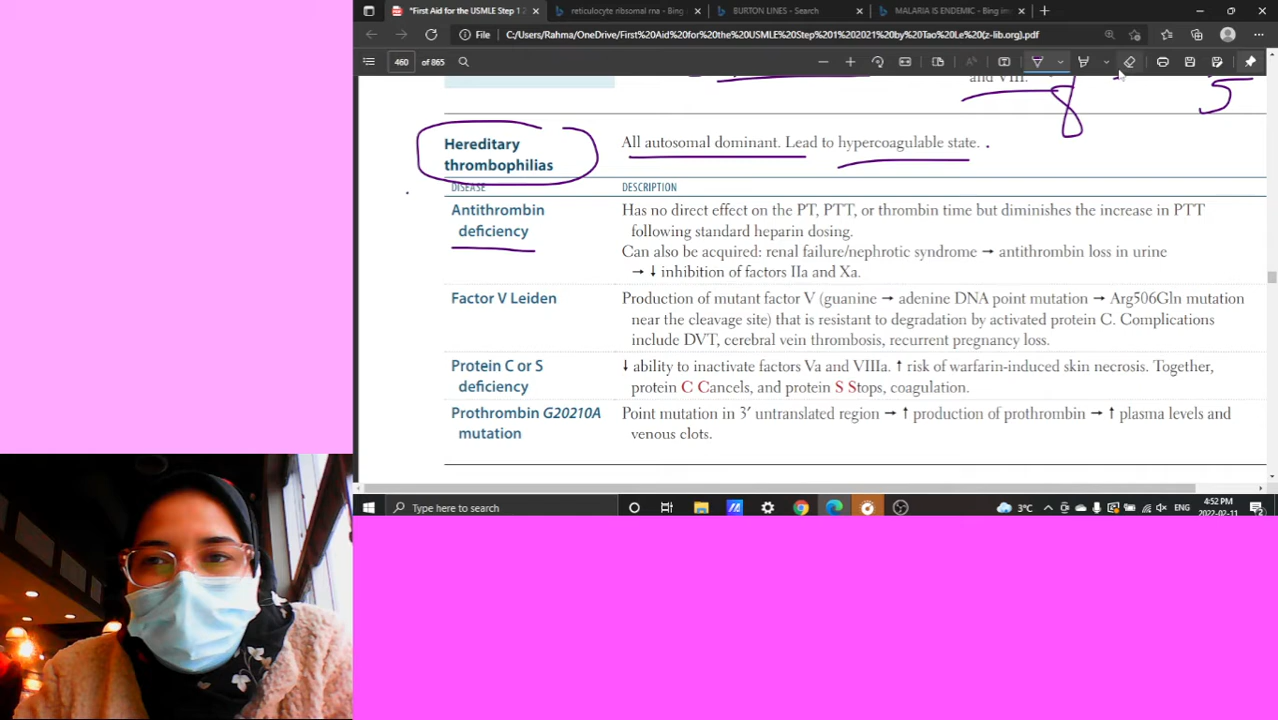 "First Aid for the USMLE Step 1
reticulocyte ribosomal rna - Bing
BURTON LINES - Search
MALARIA IS ENDEMIC - Bing im
File
C:/Users/Rahma/OneDrive/First%20Aid%20for%20the%20USMLE%20Step%201%202021%20by%20Tao%20Le%20(z-lib.org).pdf
460 of 865
and VIII.
8
5
Hereditary
thrombophilias
All autosomal dominant. Lead to hypercoagulable state.
DISEASE
DESCRIPTION
Antithrombin
deficiency
Has no direct effect on the PT, PTT, or thrombin time but diminishes the increase in PTT
following standard heparin dosing.
Can also be acquired: renal failure/nephrotic syndrome → antithrombin loss in urine
→ ↓ inhibition of factors IIa and Xa.
Factor V Leiden
Production of mutant factor V (guanine → adenine DNA point mutation → Arg506Gln mutation
near the cleavage site) that is resistant to degradation by activated protein C. Complications
include DVT, cerebral vein thrombosis, recurrent pregnancy loss.
Protein C or S
deficiency
↓ ability to inactivate factors Va and VIIIa. ↑ risk of warfarin-induced skin necrosis. Together,
protein C Cancels, and protein S Stops, coagulation.
Prothrombin G20210A
mutation
Point mutation in 3′ untranslated region → ↑ production of prothrombin → ↑ plasma levels and
venous clots.
Type here to search
3°C
ENG
4:52 PM
2022-02-11